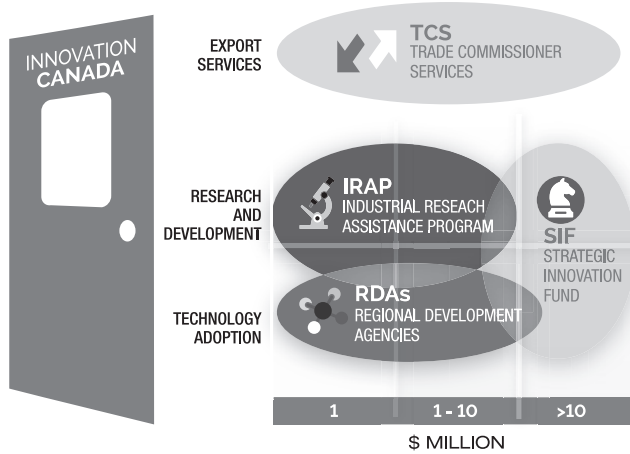 INNOVATION
CANADA
EXPORT
SERVICES
TCS
TRADE COMMISSIONER
SERVICES
RESEARCH
AND
DEVELOPMENT
IRAP
INDUSTRIAL RESEACH
ASSISTANCE PROGRAM
SIF
STRATEGIC
INNOVATION
FUND
TECHNOLOGY
ADOPTION
RDAs
REGIONAL DEVELOPMENT
AGENCIES
1
1 - 10
>10
$ MILLION